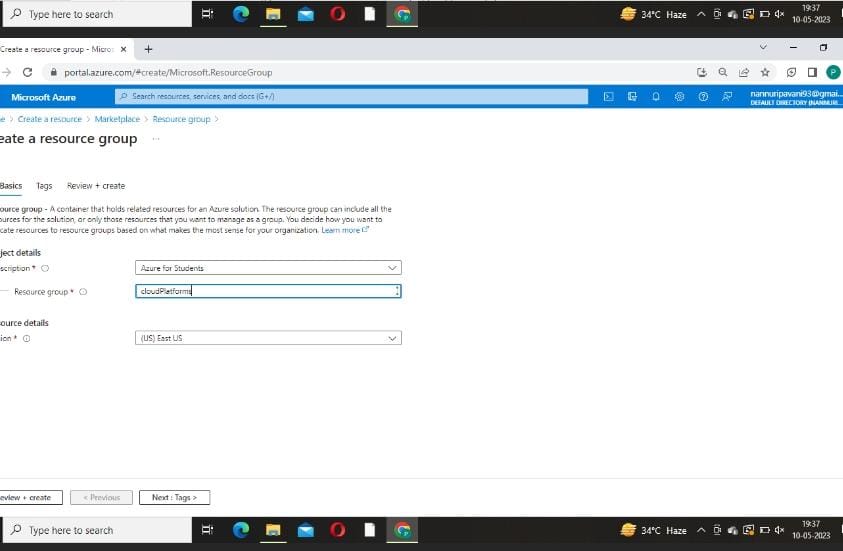 Type here to search 34°C Haze 19:37
10-05-2023
Create a resource group - Micros × +
portal.azure.com/#create/Microsoft.ResourceGroup P
Microsoft Azure Search resources, services, and docs (G+/) nannuripavani93@gmai...
DEFAULT DIRECTORY (NANNURI...
e > Create a resource > Marketplace > Resource group >
eate a resource group ...
Basics Tags Review + create
ource group - A container that holds related resources for an Azure solution. The resource group can include all the
ources for the solution, or only those resources that you want to manage as a group. You decide how you want to
cate resources to resource groups based on what makes the most sense for your organization. Learn more
ject details
scription * Azure for Students
Resource group * cloudPlatforms
ource details
ion * (US) East US
eview + create < Previous Next : Tags >
Type here to search 34°C Haze 19:37
10-05-2023